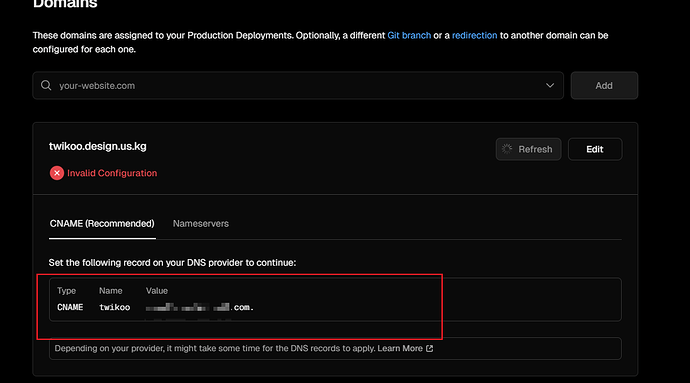 Domains
These domains are assigned to your Production Deployments. Optionally, a different Git branch or a redirection to another domain can be
configured for each one.
your-website.com
Add
twikoo.design.us.kg
Refresh
Edit
Invalid Configuration
CNAME (Recommended)
Nameservers
Set the following record on your DNS provider to continue:
Type Name Value
CNAME twikoo .com.
Depending on your provider, it might take some time for the DNS records to apply. Learn More